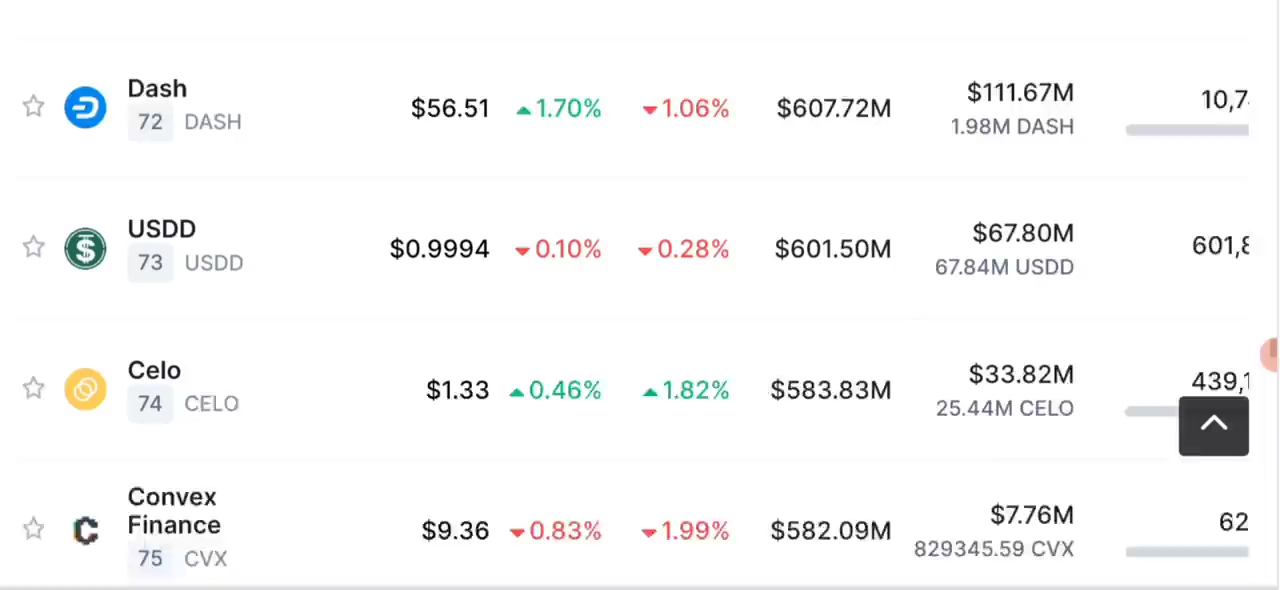 Dash
72 DASH
$56.51 1.70% 1.06% $607.72M $111.67M
1.98M DASH
USDD
73 USDD
$0.9994 0.10% 0.28% $601.50M $67.80M
67.84M USDD
Celo
74 CELO
$1.33 0.46% 1.82% $583.83M $33.82M
25.44M CELO
Convex
Finance
75 CVX
$9.36 0.83% 1.99% $582.09M $7.76M
829345.59 CVX